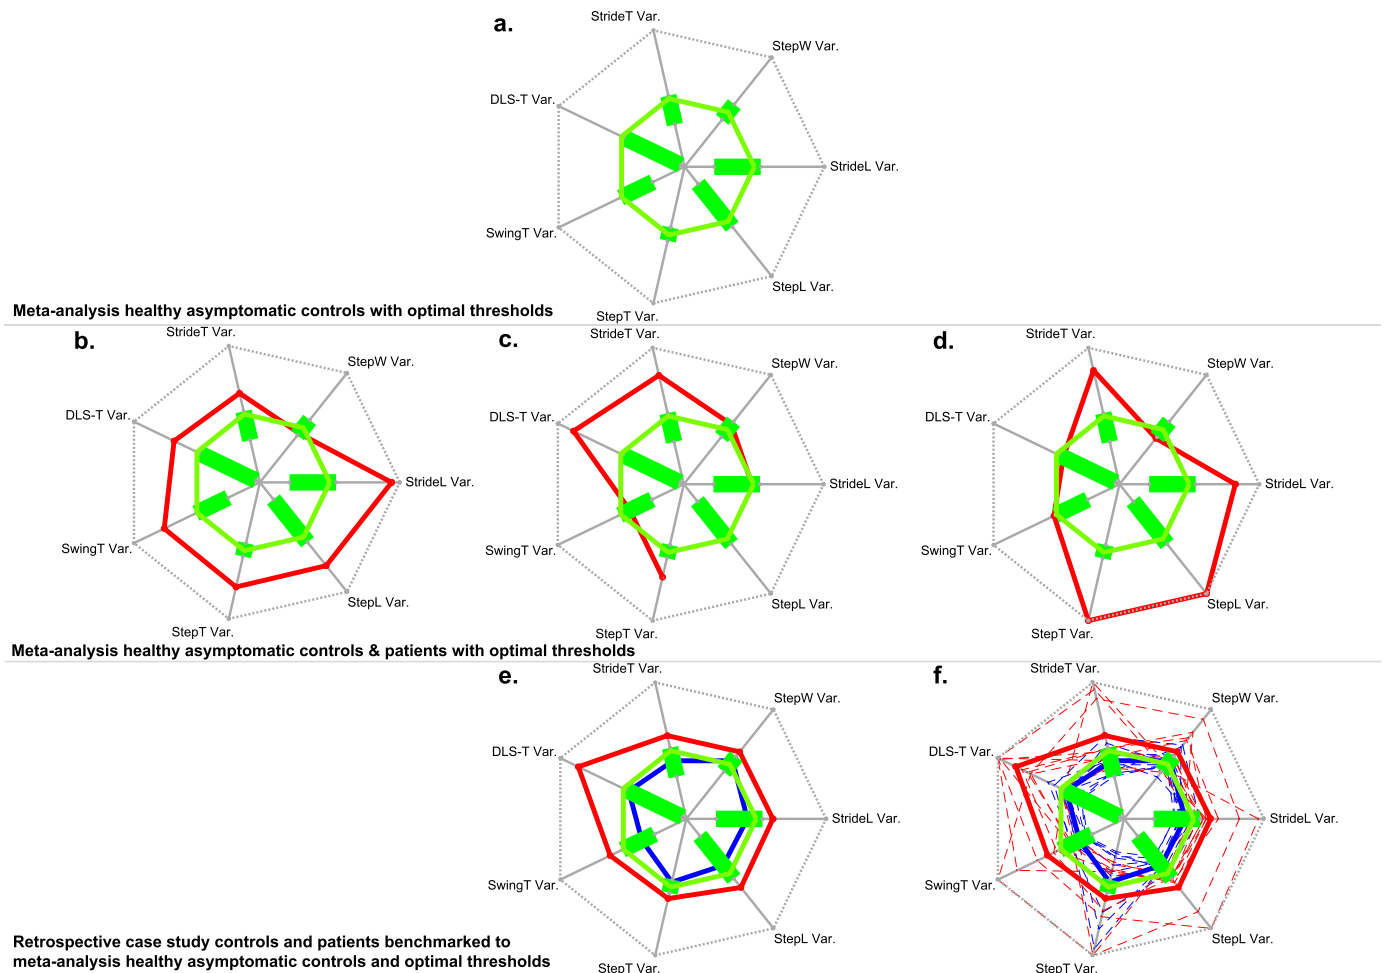 a.
StrideT Var.
StepW Var.
DLS-T Var.
StrideL Var.
SwingT Var.
StepL Var.
StepT Var.
Meta-analysis healthy asymptomatic controls with optimal thresholds
b.
StrideT Var.
StepW Var.
DLS-T Var.
StrideL Var.
SwingT Var.
StepL Var.
StepT Var.
c.
StrideT Var.
StepW Var.
DLS-T Var.
StrideL Var.
SwingT Var.
StepL Var.
StepT Var.
d.
StrideT Var.
StepW Var.
DLS-T Var.
StrideL Var.
SwingT Var.
StepL Var.
StepT Var.
Meta-analysis healthy asymptomatic controls & patients with optimal thresholds
e.
StrideT Var.
StepW Var.
DLS-T Var.
StrideL Var.
SwingT Var.
StepL Var.
StepT Var.
f.
StrideT Var.
StepW Var.
DLS-T Var.
StrideL Var.
SwingT Var.
StepL Var.
StepT Var.
Retrospective case study controls and patients benchmarked to
meta-analysis healthy asymptomatic controls and optimal thresholds